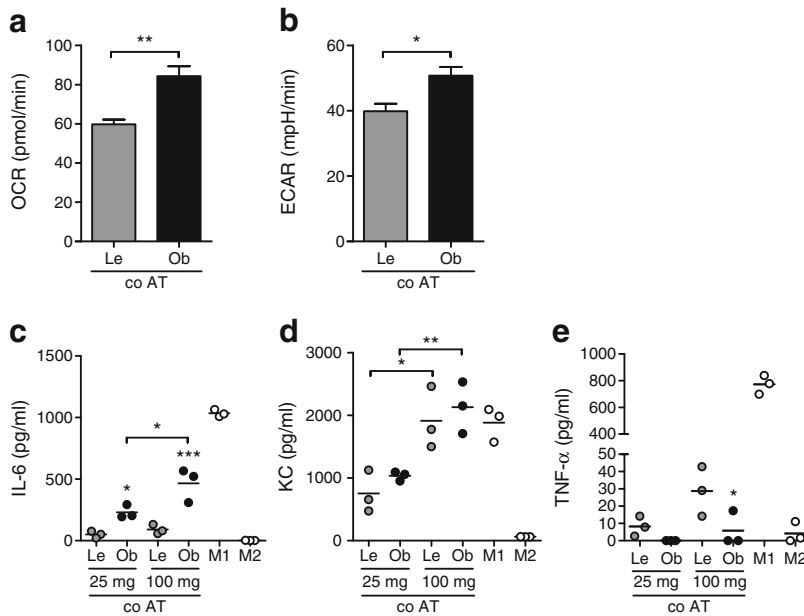 a
**
OCR (pmol/min)
100
80
60
40
20
0
Le Ob
co AT
b
*
ECAR (mpH/min)
60
40
20
0
Le Ob
co AT
c
IL-6 (pg/ml)
1500
1000
500
0
*
*
***
Le Ob Le Ob M1 M2
25 mg 100 mg
co AT
d
KC (pg/ml)
3000
2000
1000
0
**
*
Le Ob Le Ob M1 M2
25 mg 100 mg
co AT
e
TNF-α (pg/ml)
1000
800
600
400
50
40
30
20
10
0
*
Le Ob Le Ob M1 M2
25 mg 100 mg
co AT